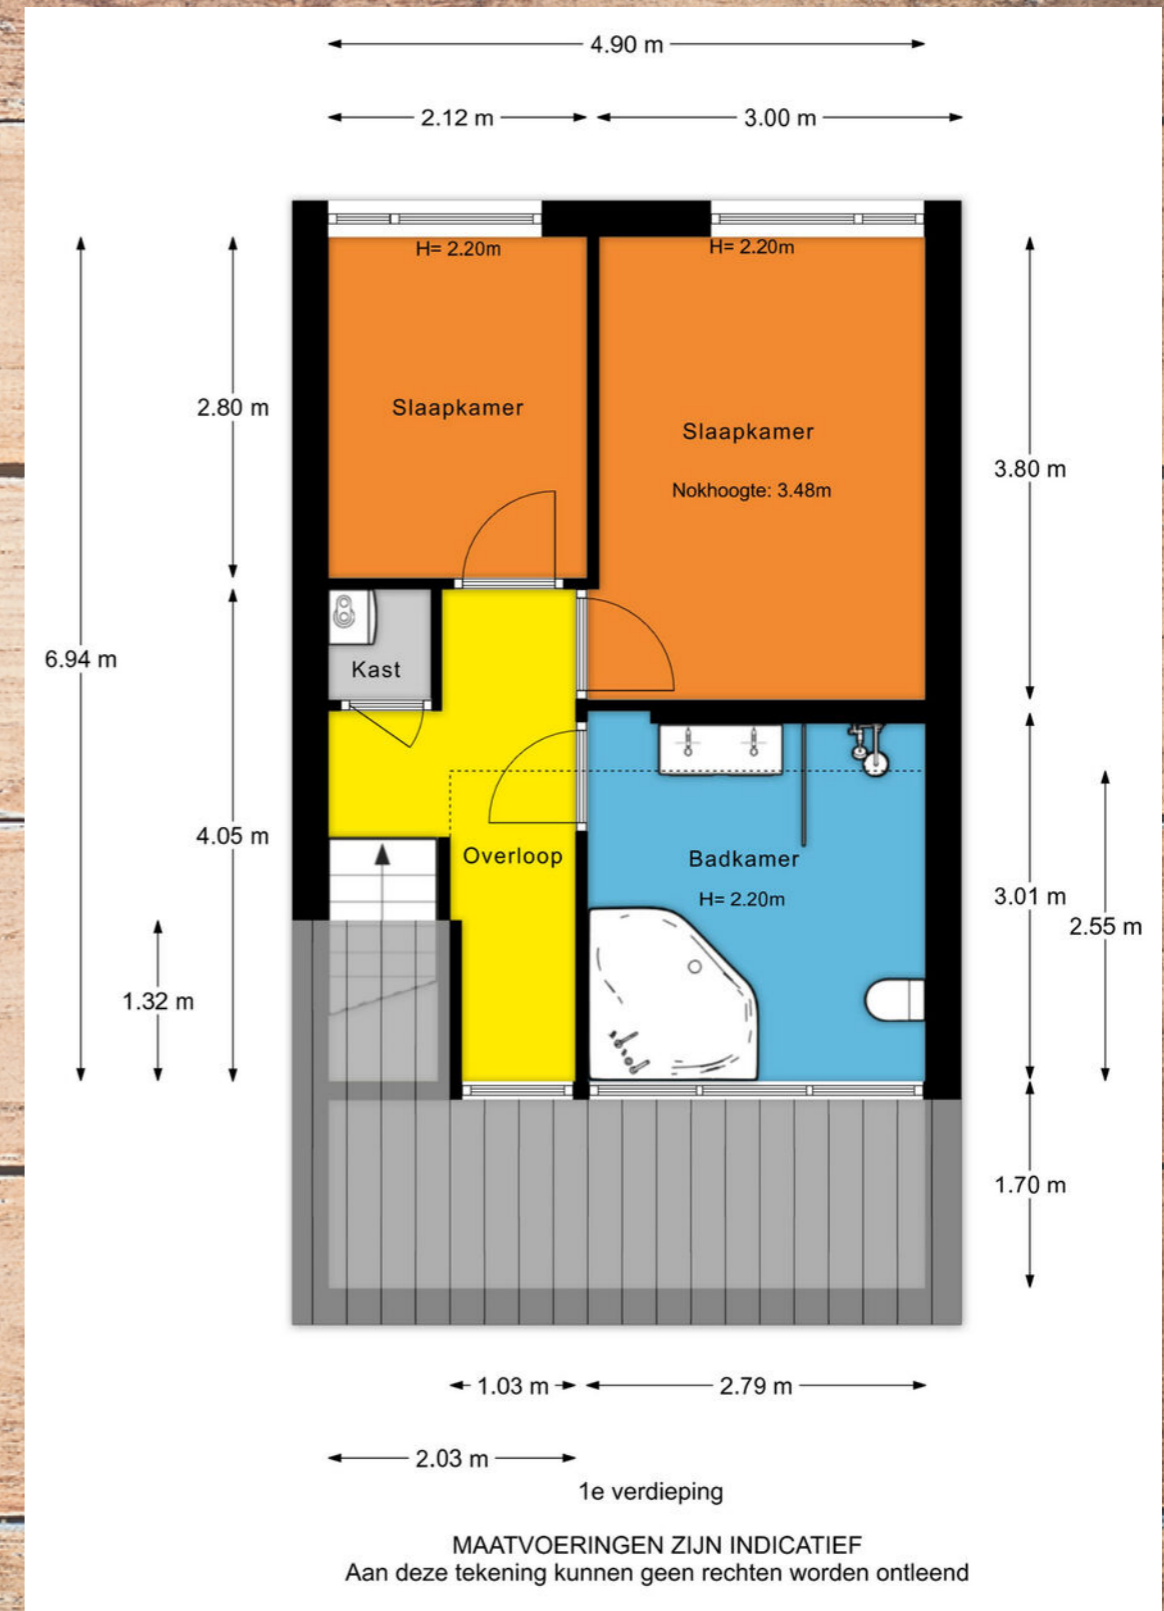 4.90 m
2.12 m
3.00 m
H= 2.20m
H= 2.20m
Slaapkamer
2.80 m
Slaapkamer
3.80 m
Nokhoogte: 3.48m
6.94 m
Kast
4.05 m
Overloop
Badkamer
H= 2.20m
3.01 m
2.55 m
1.32 m
1.70 m
1.03 m
2.79 m
2.03 m
1e verdieping
MAATVOERINGEN ZIJN INDICATIEF
Aan deze tekening kunnen geen rechten worden ontleend